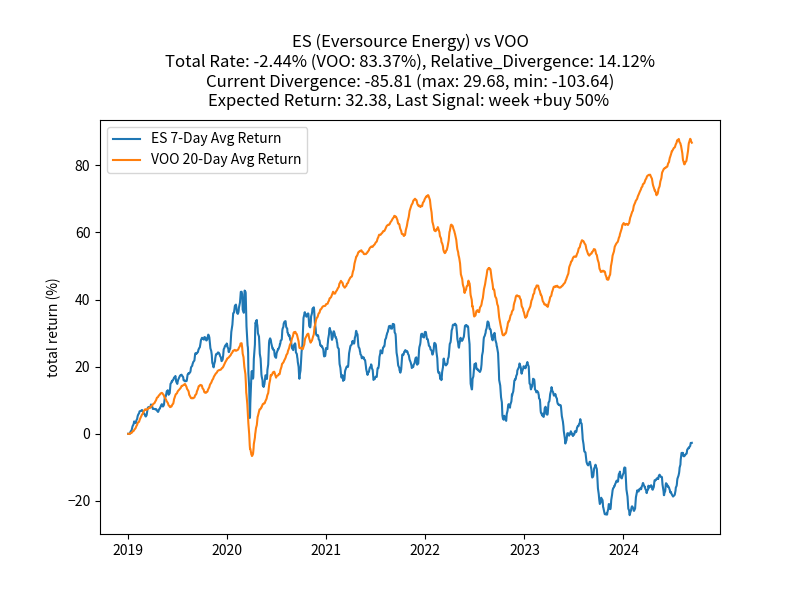 ES (Eversource Energy) vs VOO
Total Rate: -2.44% (VOO: 83.37%), Relative_Divergence: 14.12%
Current Divergence: -85.81 (max: 29.68, min: -103.64)
Expected Return: 32.38, Last Signal: week +buy 50%
ES 7-Day Avg Return
VOO 20-Day Avg Return
total return (%)
80
60
40
20
0
−20
2019
2020
2021
2022
2023
2024